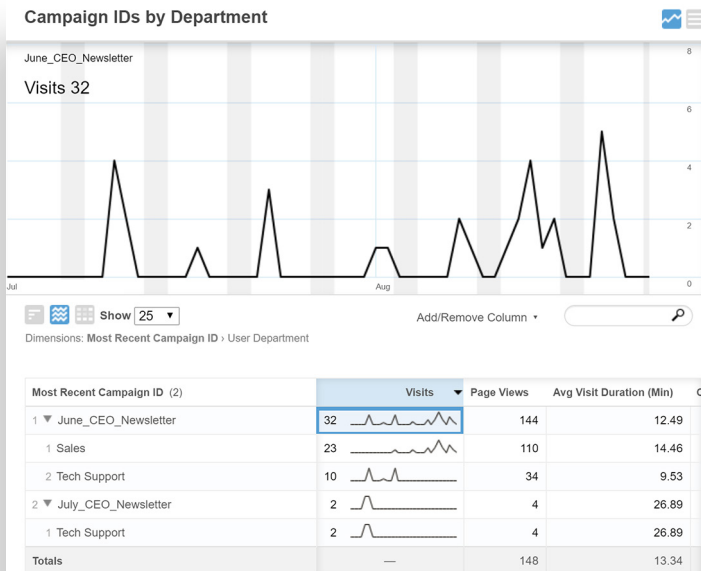 Campaign IDs by Department
June_CEO_Newsletter
Visits 32
8
6
4
2
0
Jul Aug
Show 25 Add/Remove Column
Dimensions: Most Recent Campaign ID › User Department
Most Recent Campaign ID (2) Visits Page Views Avg Visit Duration (Min)
1 June_CEO_Newsletter 32 144 12.49
1 Sales 23 110 14.46
2 Tech Support 10 34 9.53
2 July_CEO_Newsletter 2 4 26.89
1 Tech Support 2 4 26.89
Totals — 148 13.34